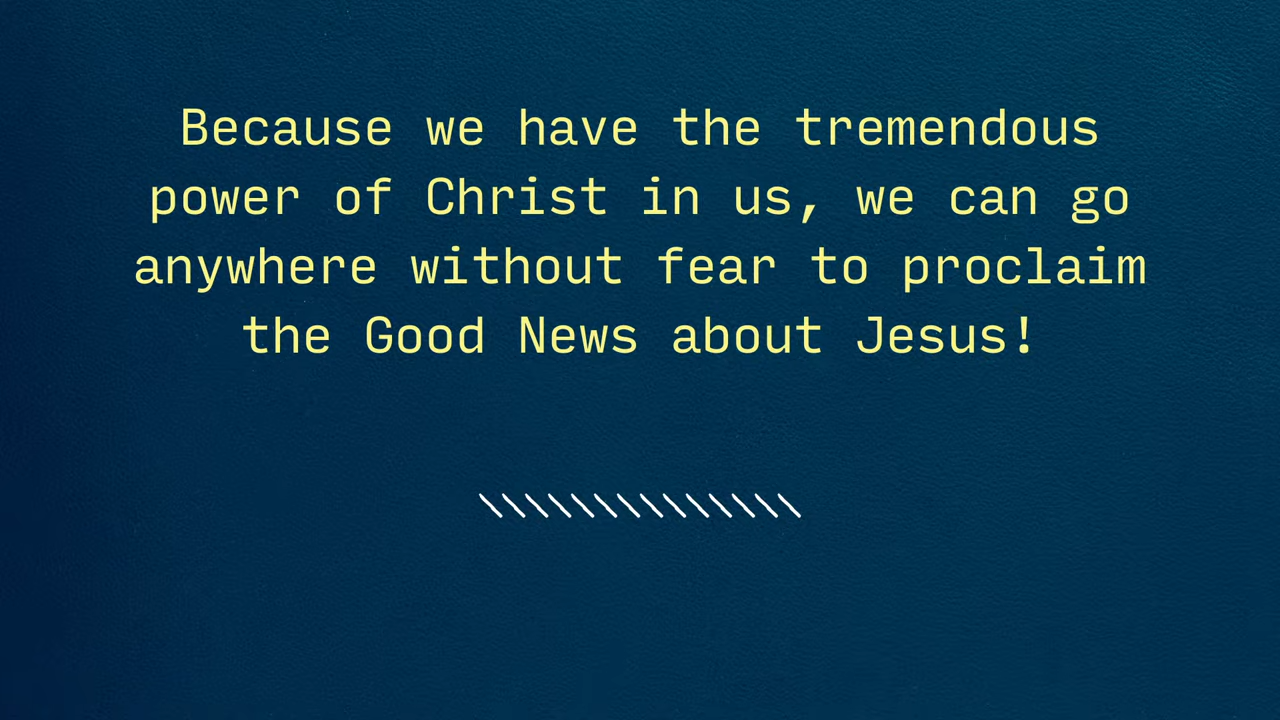 Because we have the tremendous
power of Christ in us, we can go
anywhere without fear to proclaim
the Good News about Jesus!